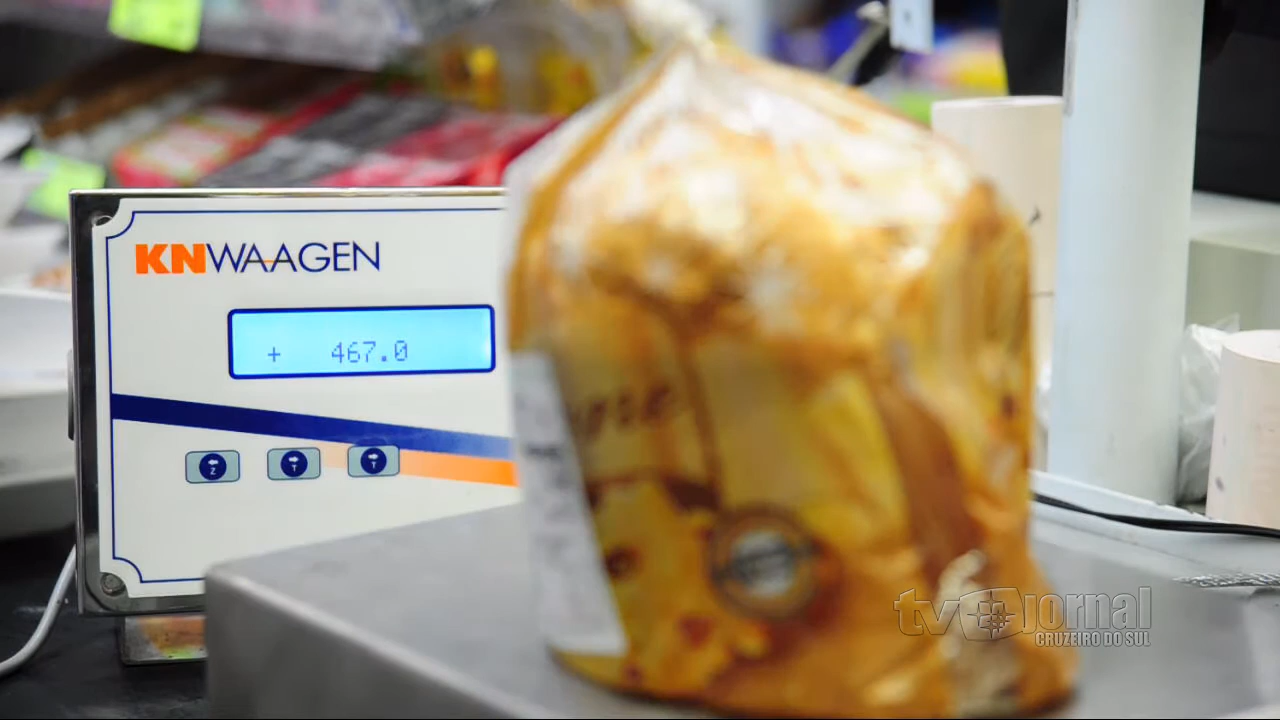 KNWAAGEN
+ 467.0
Z
T
T
tv jornal
CRUZEIRO DO SUL